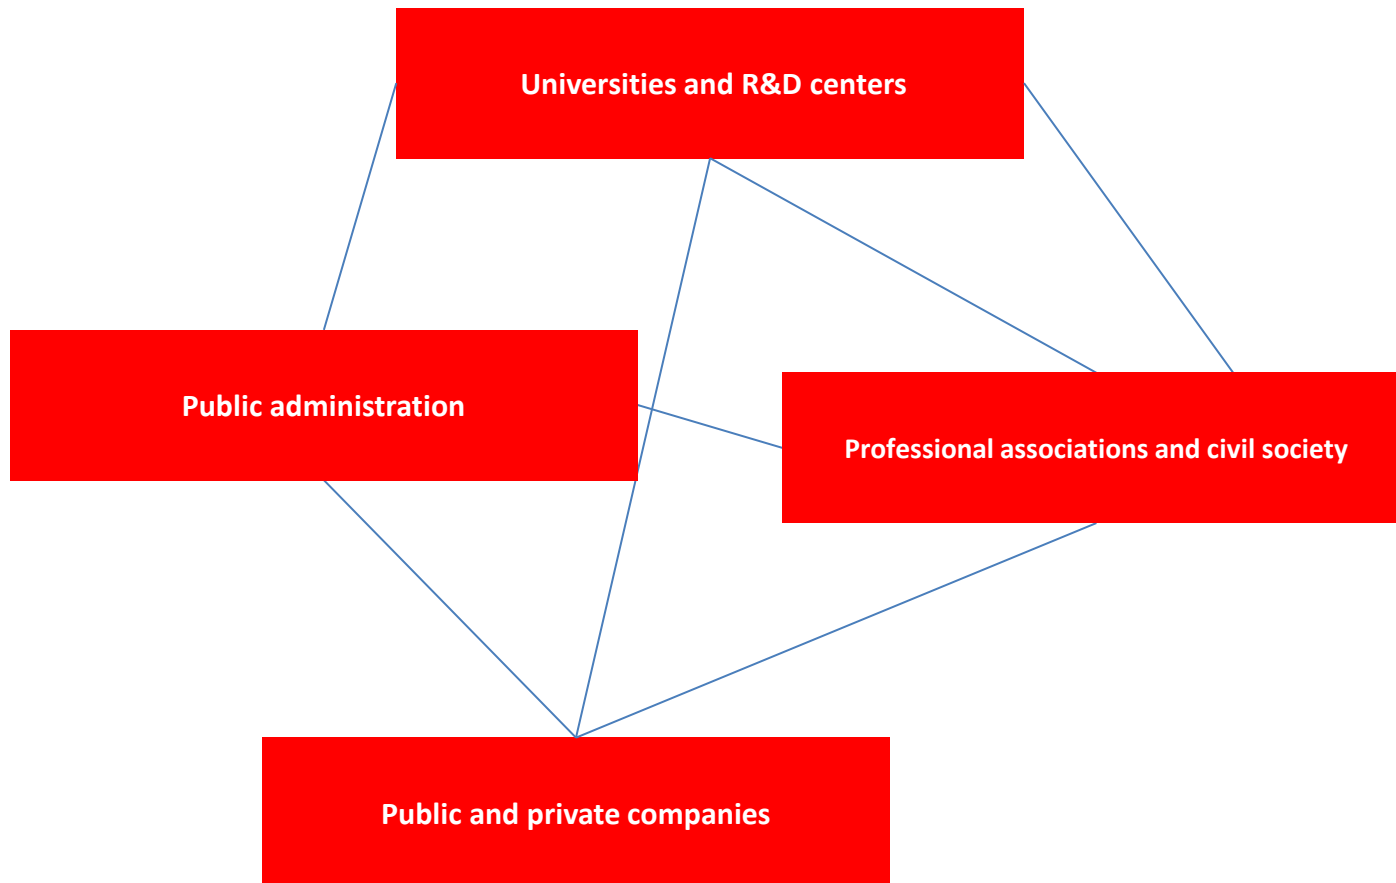 Universities and R&D centers
Public administration
Professional associations and civil society
Public and private companies